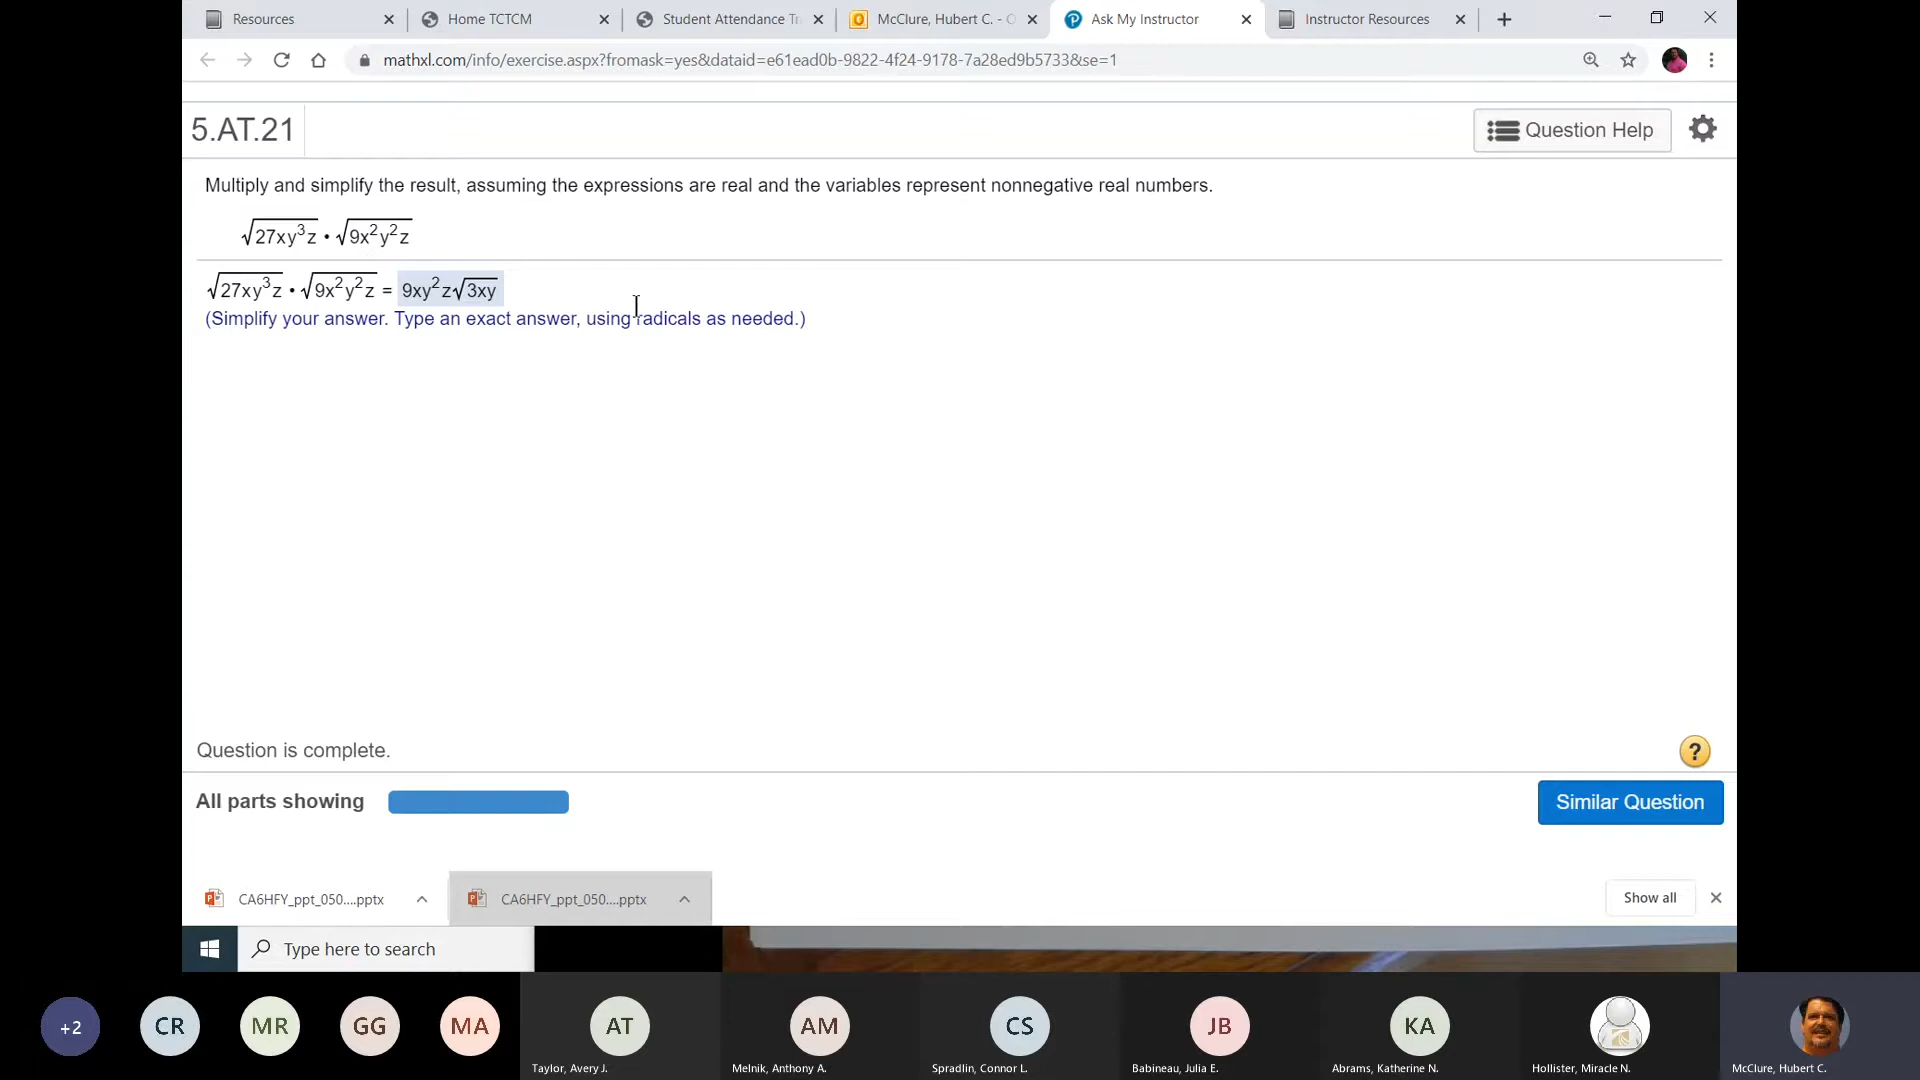 Resources
Home TCTCM
Student Attendance Tr
McClure, Hubert C. - O
Ask My Instructor
Instructor Resources
mathxl.com/info/exercise.aspx?fromask=yes&dataid=e61ead0b-9822-4f24-9178-7a28ed9b5733&se=1
5.AT.21
Question Help
Multiply and simplify the result, assuming the expressions are real and the variables represent nonnegative real numbers.
√27xy³z • √9x²y²z
√27xy³z • √9x²y²z = 9xy²z√3xy
(Simplify your answer. Type an exact answer, using radicals as needed.)
Question is complete.
?
All parts showing
Similar Question
CA6HFY_ppt_050....pptx
CA6HFY_ppt_050....pptx
Show all
Type here to search
+2
CR
MR
GG
MA
AT
AM
CS
JB
KA
Taylor, Avery J.
Melnik, Anthony A.
Spradlin, Connor L.
Babineau, Julia E.
Abrams, Katherine N.
Hollister, Miracle N.
McClure, Hubert C.